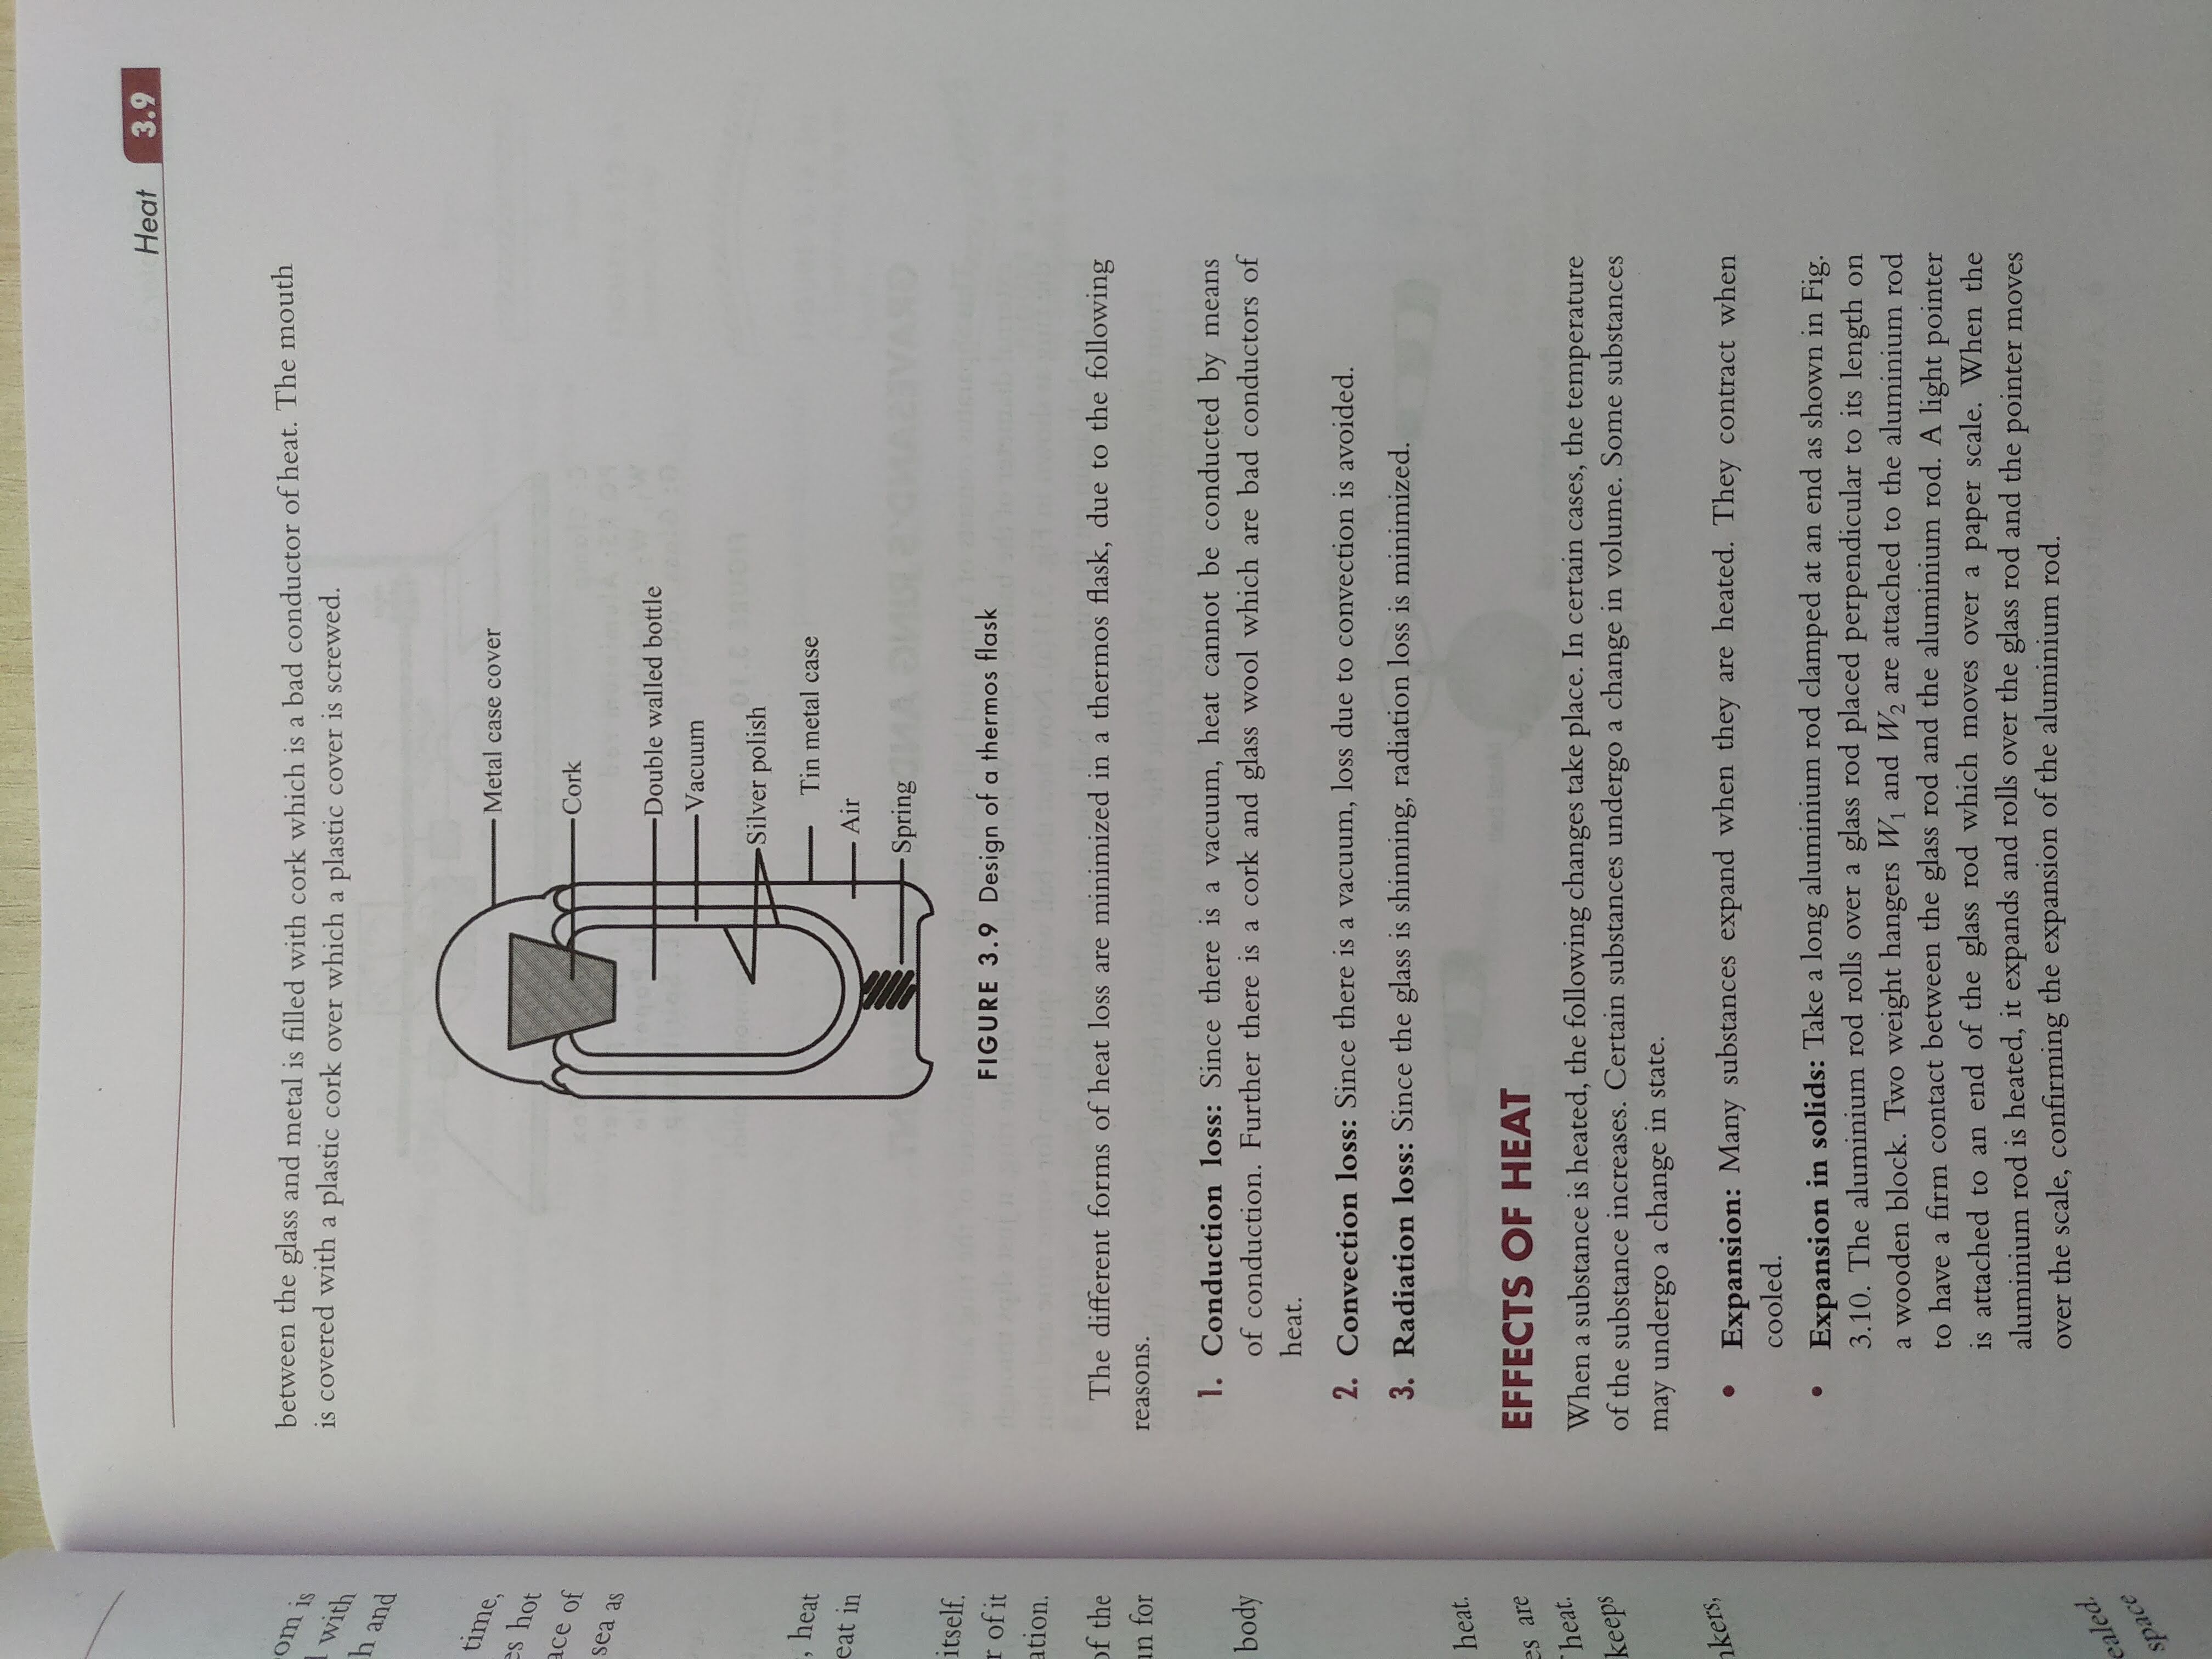 om is
with
h and
time,
es hot
ace of
sea as
, heat
eat in
itself.
r of it
ation.
of the
un for
body
heat.
es are
heat.
keeps
nkers,
ealed.
space
Heat 3.9
between the glass and metal is filled with cork which is a bad conductor of heat. The mouth
is covered with a plastic cork over which a plastic cover is screwed.
Metal case cover
Cork
Double walled bottle
Vacuum
Silver polish
Tin metal case
Air
Spring
FIGURE 3.9 Design of a thermos flask
The different forms of heat loss are minimized in a thermos flask, due to the following
reasons.
1. Conduction loss: Since there is a vacuum, heat cannot be conducted by means
of conduction. Further there is a cork and glass wool which are bad conductors of
heat.
2. Convection loss: Since there is a vacuum, loss due to convection is avoided.
3. Radiation loss: Since the glass is shinning, radiation loss is minimized.
EFFECTS OF HEAT
When a substance is heated, the following changes take place. In certain cases, the temperature
of the substance increases. Certain substances undergo a change in volume. Some substances
may undergo a change in state.
• Expansion: Many substances expand when they are heated. They contract when
cooled.
• Expansion in solids: Take a long aluminium rod clamped at an end as shown in Fig.
3.10. The aluminium rod rolls over a glass rod placed perpendicular to its length on
a wooden block. Two weight hangers W₁ and W₂ are attached to the aluminium rod
to have a firm contact between the glass rod and the aluminium rod. A light pointer
is attached to an end of the glass rod which moves over a paper scale. When the
aluminium rod is heated, it expands and rolls over the glass rod and the pointer moves
over the scale, confirming the expansion of the aluminium rod.